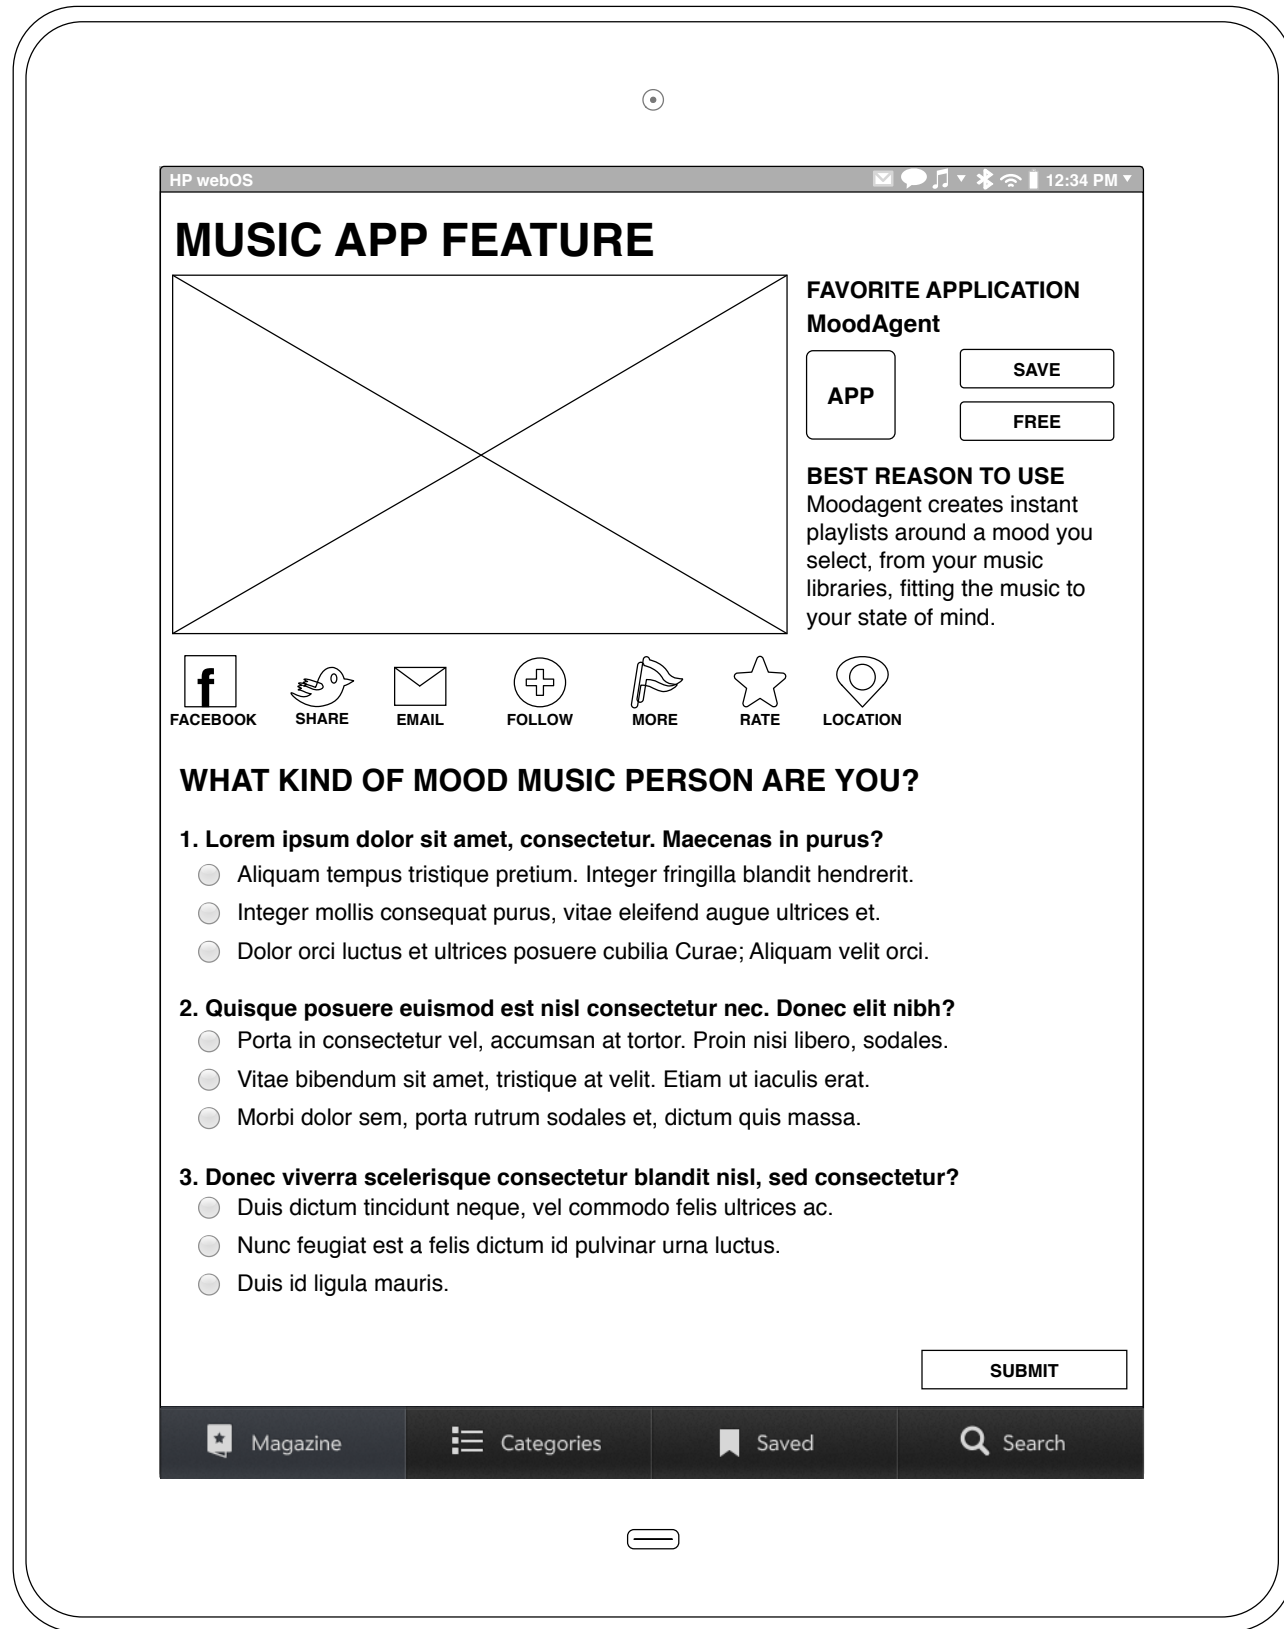 HP webOS 12:34 PM
MUSIC APP FEATURE
FAVORITE APPLICATION
MoodAgent
APP
SAVE
FREE
BEST REASON TO USE
Moodagent creates instant
playlists around a mood you
select, from your music
libraries, fitting the music to
your state of mind.
f
FACEBOOK SHARE EMAIL FOLLOW MORE RATE LOCATION
WHAT KIND OF MOOD MUSIC PERSON ARE YOU?
1. Lorem ipsum dolor sit amet, consectetur. Maecenas in purus?
Aliquam tempus tristique pretium. Integer fringilla blandit hendrerit.
Integer mollis consequat purus, vitae eleifend augue ultrices et.
Dolor orci luctus et ultrices posuere cubilia Curae; Aliquam velit orci.
2. Quisque posuere euismod est nisl consectetur nec. Donec elit nibh?
Porta in consectetur vel, accumsan at tortor. Proin nisi libero, sodales.
Vitae bibendum sit amet, tristique at velit. Etiam ut iaculis erat.
Morbi dolor sem, porta rutrum sodales et, dictum quis massa.
3. Donec viverra scelerisque consectetur blandit nisl, sed consectetur?
Duis dictum tincidunt neque, vel commodo felis ultrices ac.
Nunc feugiat est a felis dictum id pulvinar urna luctus.
Duis id ligula mauris.
SUBMIT
Magazine Categories Saved Search